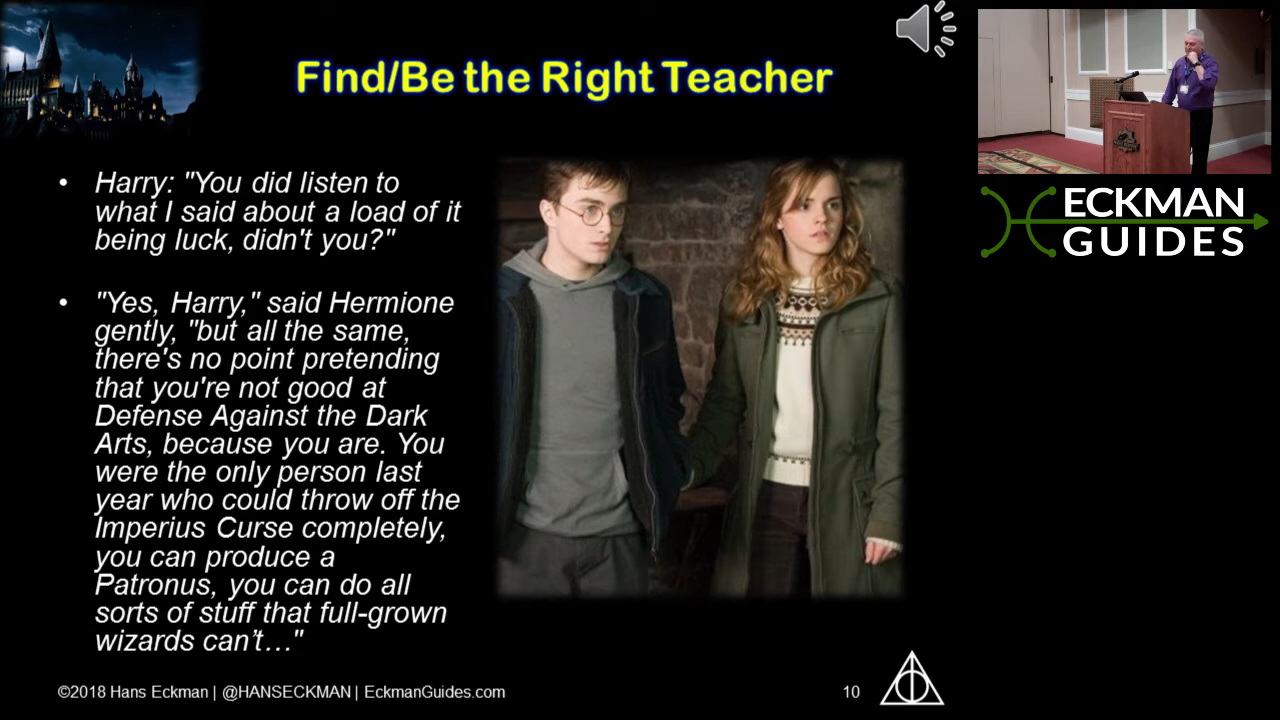 Find/Be the Right Teacher
• Harry: "You did listen to
what I said about a load of it
being luck, didn't you?"
• "Yes, Harry," said Hermione
gently, "but all the same,
there's no point pretending
that you're not good at
Defense Against the Dark
Arts, because you are. You
were the only person last
year who could throw off the
Imperius Curse completely,
you can produce a
Patronus, you can do all
sorts of stuff that full-grown
wizards can't…"
©2018 Hans Eckman | @HANSECKMAN | EckmanGuides.com
10
ECKMAN
GUIDES